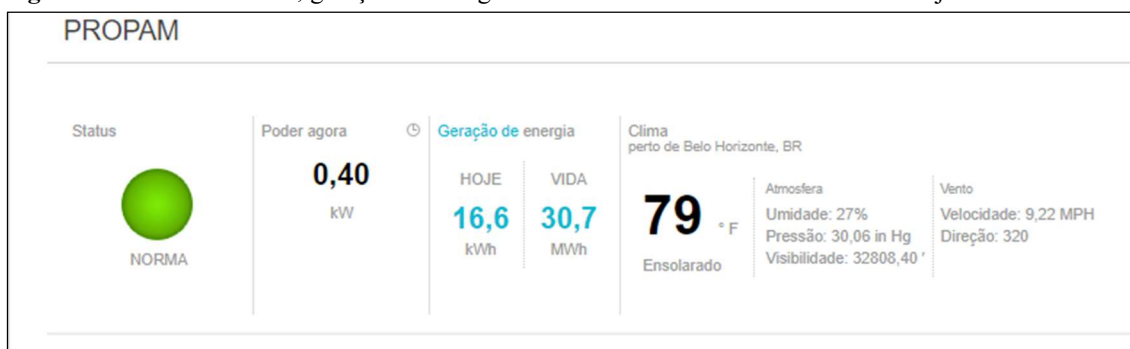 PROPAM
Status
NORMA
Poder agora
0,40
kW
Geração de energia
HOJE
16,6
kWh
VIDA
30,7
MWh
Clima
perto de Belo Horizonte, BR
79 ° F
Ensolarado
Atmosfera
Umidade: 27%
Pressão: 30,06 in Hg
Visibilidade: 32808,40 '
Vento
Velocidade: 9,22 MPH
Direção: 320